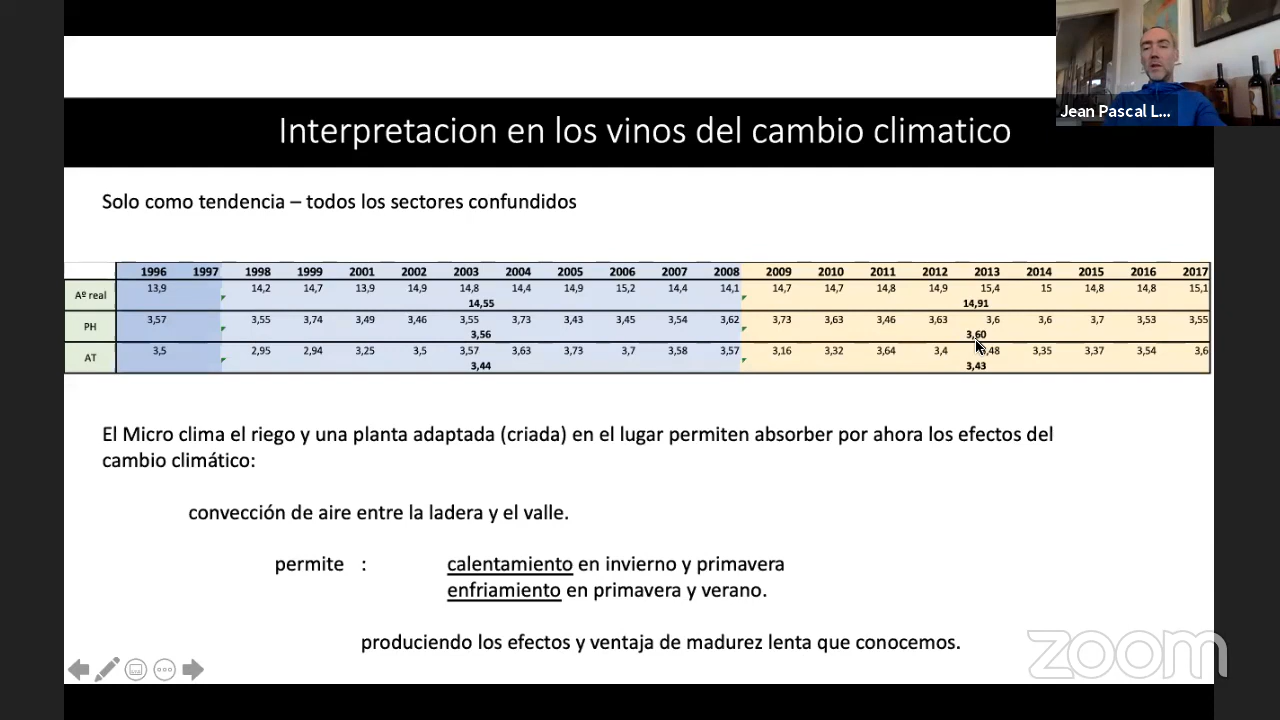 Jean Pascal L...
Interpretacion en los vinos del cambio climatico
Solo como tendencia – todos los sectores confundidos
1996 1997 1998 1999 2001 2002 2003 2004 2005 2006 2007 2008 2009 2010 2011 2012 2013 2014 2015 2016 2017
Aº real 13,9 14,2 14,7 13,9 14,9 14,8 14,4 14,9 15,2 14,4 14,1 14,7 14,7 14,8 14,9 15,4 15 14,8 14,8 15,1
14,55 14,91
PH 3,57 3,55 3,74 3,49 3,46 3,55 3,73 3,43 3,45 3,54 3,62 3,73 3,63 3,46 3,63 3,6 3,6 3,7 3,53 3,55
3,56 3,60
AT 3,5 2,95 2,94 3,25 3,5 3,57 3,63 3,73 3,7 3,58 3,57 3,16 3,32 3,64 3,4 3,35 3,37 3,54 3,6
3,44 3,43
El Micro clima el riego y una planta adaptada (criada) en el lugar permiten absorber por ahora los efectos del
cambio climático:
convección de aire entre la ladera y el valle.
permite : calentamiento en invierno y primavera
enfriamiento en primavera y verano.
produciendo los efectos y ventaja de madurez lenta que conocemos.
zoom